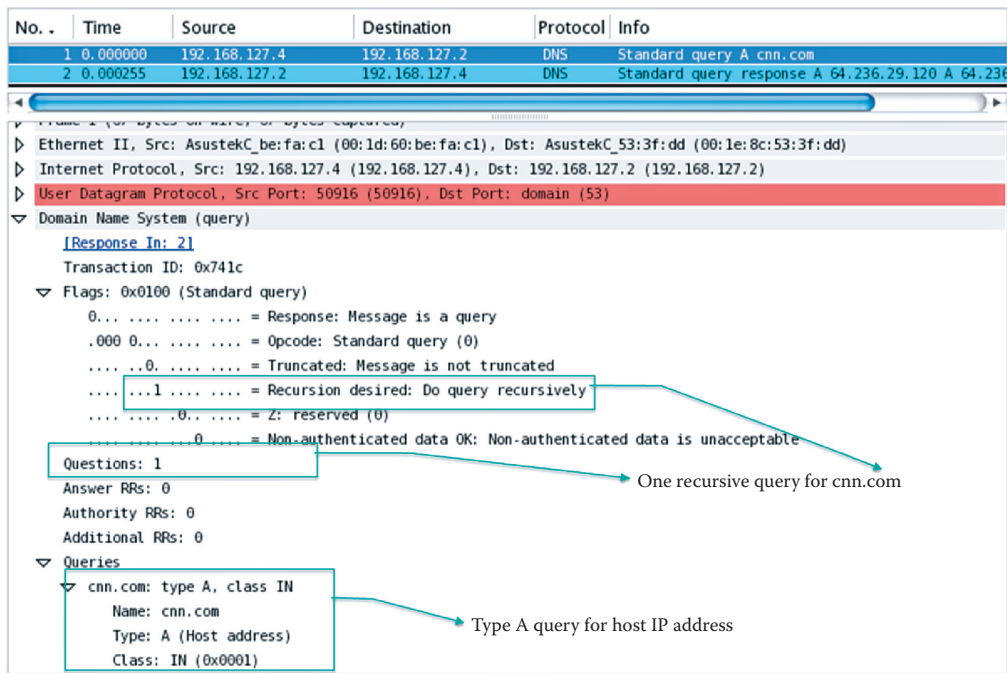 No. . Time Source Destination Protocol Info
1 0.000000 192.168.127.4 192.168.127.2 DNS Standard query A cnn.com
2 0.000255 192.168.127.2 192.168.127.4 DNS Standard query response A 64.236.29.120 A 64.236
Frame 1 (67 bytes on wire, 67 bytes captured)
Ethernet II, Src: AsustekC_be:fa:c1 (00:1d:60:be:fa:c1), Dst: AsustekC_53:3f:dd (00:1e:8c:53:3f:dd)
Internet Protocol, Src: 192.168.127.4 (192.168.127.4), Dst: 192.168.127.2 (192.168.127.2)
User Datagram Protocol, Src Port: 50916 (50916), Dst Port: domain (53)
Domain Name System (query)
[Response In: 2]
Transaction ID: 0x741c
Flags: 0x0100 (Standard query)
0... .... .... .... = Response: Message is a query
.000 0... .... .... = Opcode: Standard query (0)
.... ..0. .... .... = Truncated: Message is not truncated
.... ...1 .... .... = Recursion desired: Do query recursively
.... .... .0.. .... = Z: reserved (0)
.... .... ...0 .... = Non-authenticated data OK: Non-authenticated data is unacceptable
Questions: 1
One recursive query for cnn.com
Answer RRs: 0
Authority RRs: 0
Additional RRs: 0
Queries
cnn.com: type A, class IN
Name: cnn.com
Type A query for host IP address
Type: A (Host address)
Class: IN (0x0001)